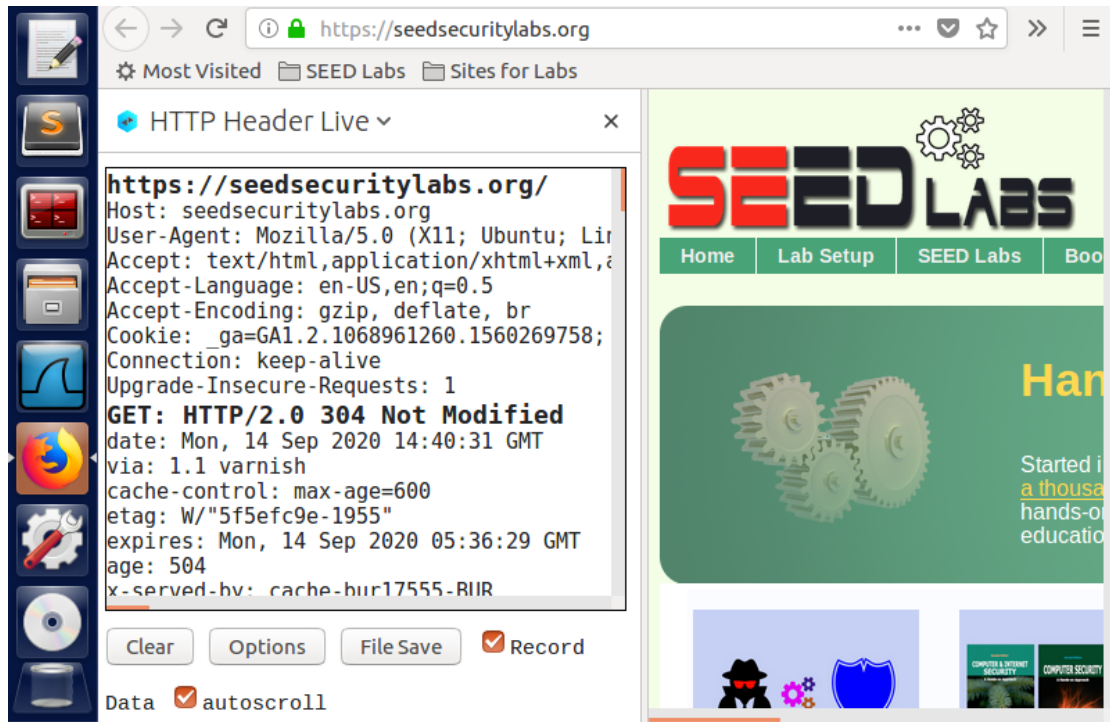 https://seedsecuritylabs.org
Most Visited SEED Labs Sites for Labs
HTTP Header Live
https://seedsecuritylabs.org/
Host: seedsecuritylabs.org
User-Agent: Mozilla/5.0 (X11; Ubuntu; Lin
Accept: text/html,application/xhtml+xml,a
Accept-Language: en-US,en;q=0.5
Accept-Encoding: gzip, deflate, br
Cookie: _ga=GA1.2.1068961260.1560269758;
Connection: keep-alive
Upgrade-Insecure-Requests: 1
GET: HTTP/2.0 304 Not Modified
date: Mon, 14 Sep 2020 14:40:31 GMT
via: 1.1 varnish
cache-control: max-age=600
etag: W/"5f5efc9e-1955"
expires: Mon, 14 Sep 2020 05:36:29 GMT
age: 504
x-served-by: cache-bur17555-BUR
Clear Options File Save Record
Data autoscroll
SEED LABS
Home Lab Setup SEED Labs Boo
Han
Started i
a thousa
hands-o
educatio
COMPUTER & INTERNET
SECURITY
COMPUTER SECURITY